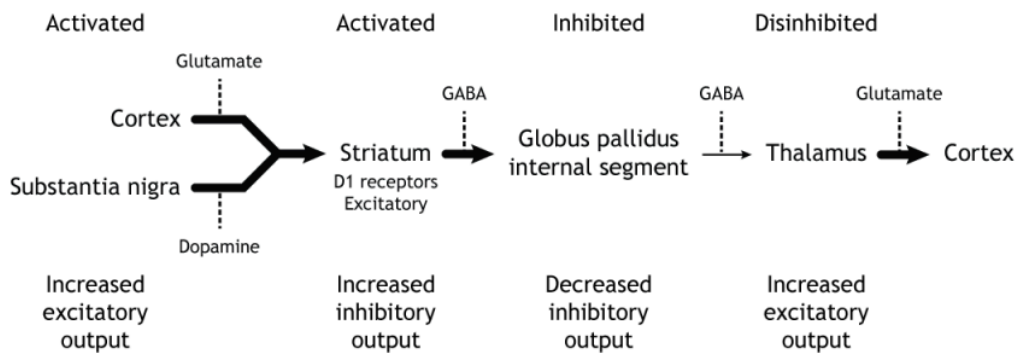 Activated
Activated
Inhibited
Disinhibited
Glutamate
GABA
GABA
Glutamate
Cortex
Substantia nigra
Striatum
D1 receptors
Excitatory
Globus pallidus
internal segment
Thalamus
Cortex
Dopamine
Increased
excitatory
output
Increased
inhibitory
output
Decreased
inhibitory
output
Increased
excitatory
output